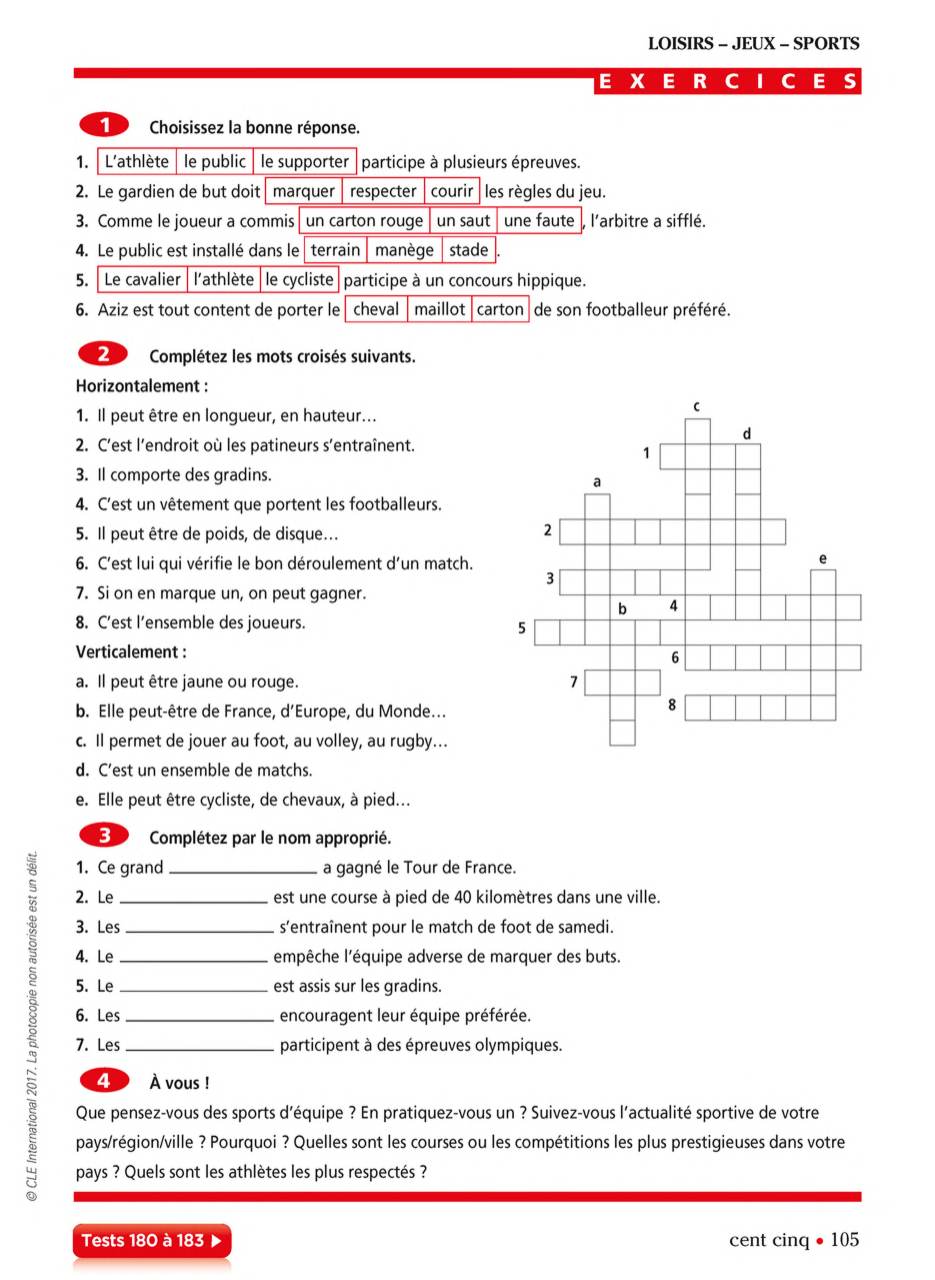 LOISIRS – JEUX – SPORTS
EXERCICES
1 Choisissez la bonne réponse.
1. L'athlète le public le supporter participe à plusieurs épreuves.
2. Le gardien de but doit marquer respecter courir les règles du jeu.
3. Comme le joueur a commis un carton rouge un saut une faute, l'arbitre a sifflé.
4. Le public est installé dans le terrain manège stade.
5. Le cavalier l'athlète le cycliste participe à un concours hippique.
6. Aziz est tout content de porter le cheval maillot carton de son footballeur préféré.
2 Complétez les mots croisés suivants.
Horizontalement :
1. Il peut être en longueur, en hauteur…
2. C'est l'endroit où les patineurs s'entraînent.
3. Il comporte des gradins.
4. C'est un vêtement que portent les footballeurs.
5. Il peut être de poids, de disque…
6. C'est lui qui vérifie le bon déroulement d'un match.
7. Si on en marque un, on peut gagner.
8. C'est l'ensemble des joueurs.
Verticalement :
a. Il peut être jaune ou rouge.
b. Elle peut-être de France, d'Europe, du Monde…
c. Il permet de jouer au foot, au volley, au rugby…
d. C'est un ensemble de matchs.
e. Elle peut être cycliste, de chevaux, à pied…
c
d
1
a
2
e
3
b 4
5
6
7
8
3 Complétez par le nom approprié.
1. Ce grand ____________ a gagné le Tour de France.
2. Le ____________ est une course à pied de 40 kilomètres dans une ville.
3. Les ____________ s'entraînent pour le match de foot de samedi.
4. Le ____________ empêche l'équipe adverse de marquer des buts.
5. Le ____________ est assis sur les gradins.
6. Les ____________ encouragent leur équipe préférée.
7. Les ____________ participent à des épreuves olympiques.
4 À vous !
Que pensez-vous des sports d'équipe ? En pratiquez-vous un ? Suivez-vous l'actualité sportive de votre
pays/région/ville ? Pourquoi ? Quelles sont les courses ou les compétitions les plus prestigieuses dans votre
pays ? Quels sont les athlètes les plus respectés ?
© CLE International 2017. La photocopie non autorisée est un délit.
Tests 180 à 183
cent cinq • 105